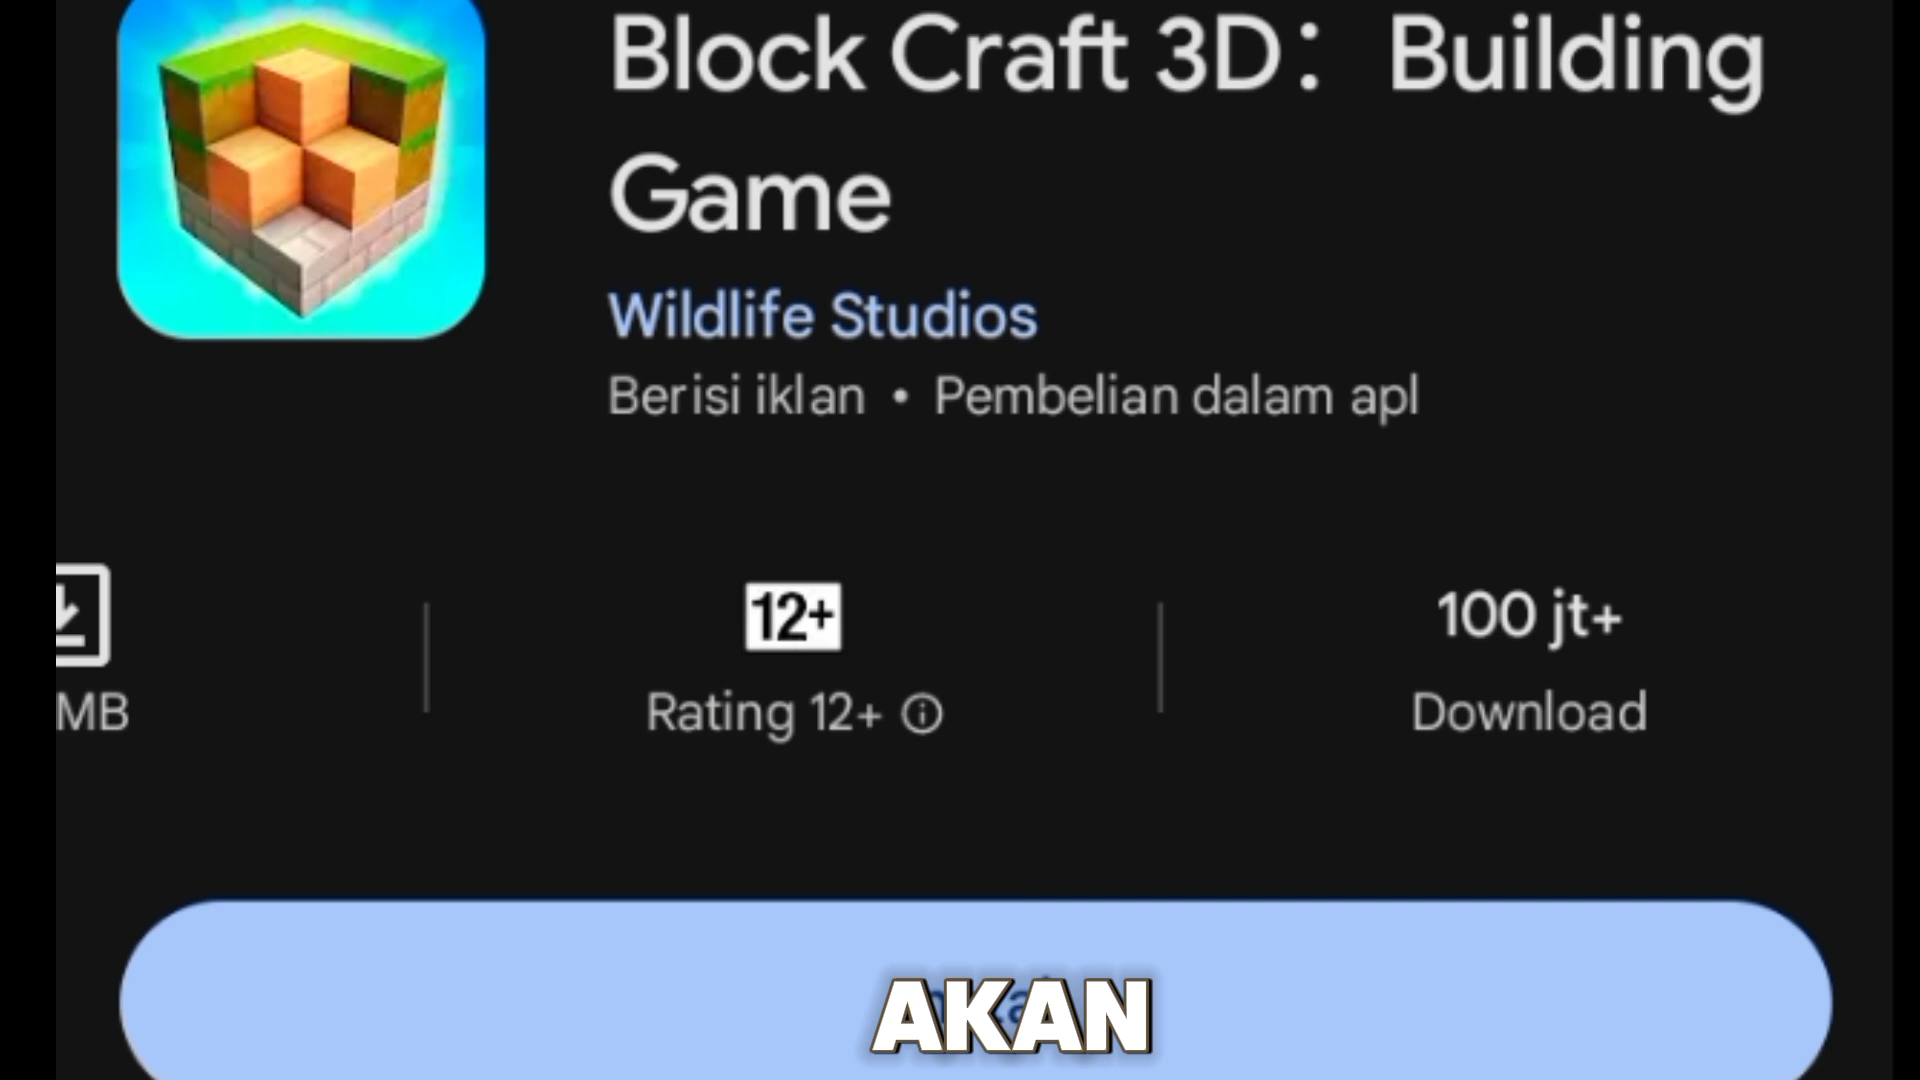 Block Craft 3D: Building
Game
Wildlife Studios
Berisi iklan • Pembelian dalam apl
12+
100 jt+
MB
Rating 12+
Download
AKAN